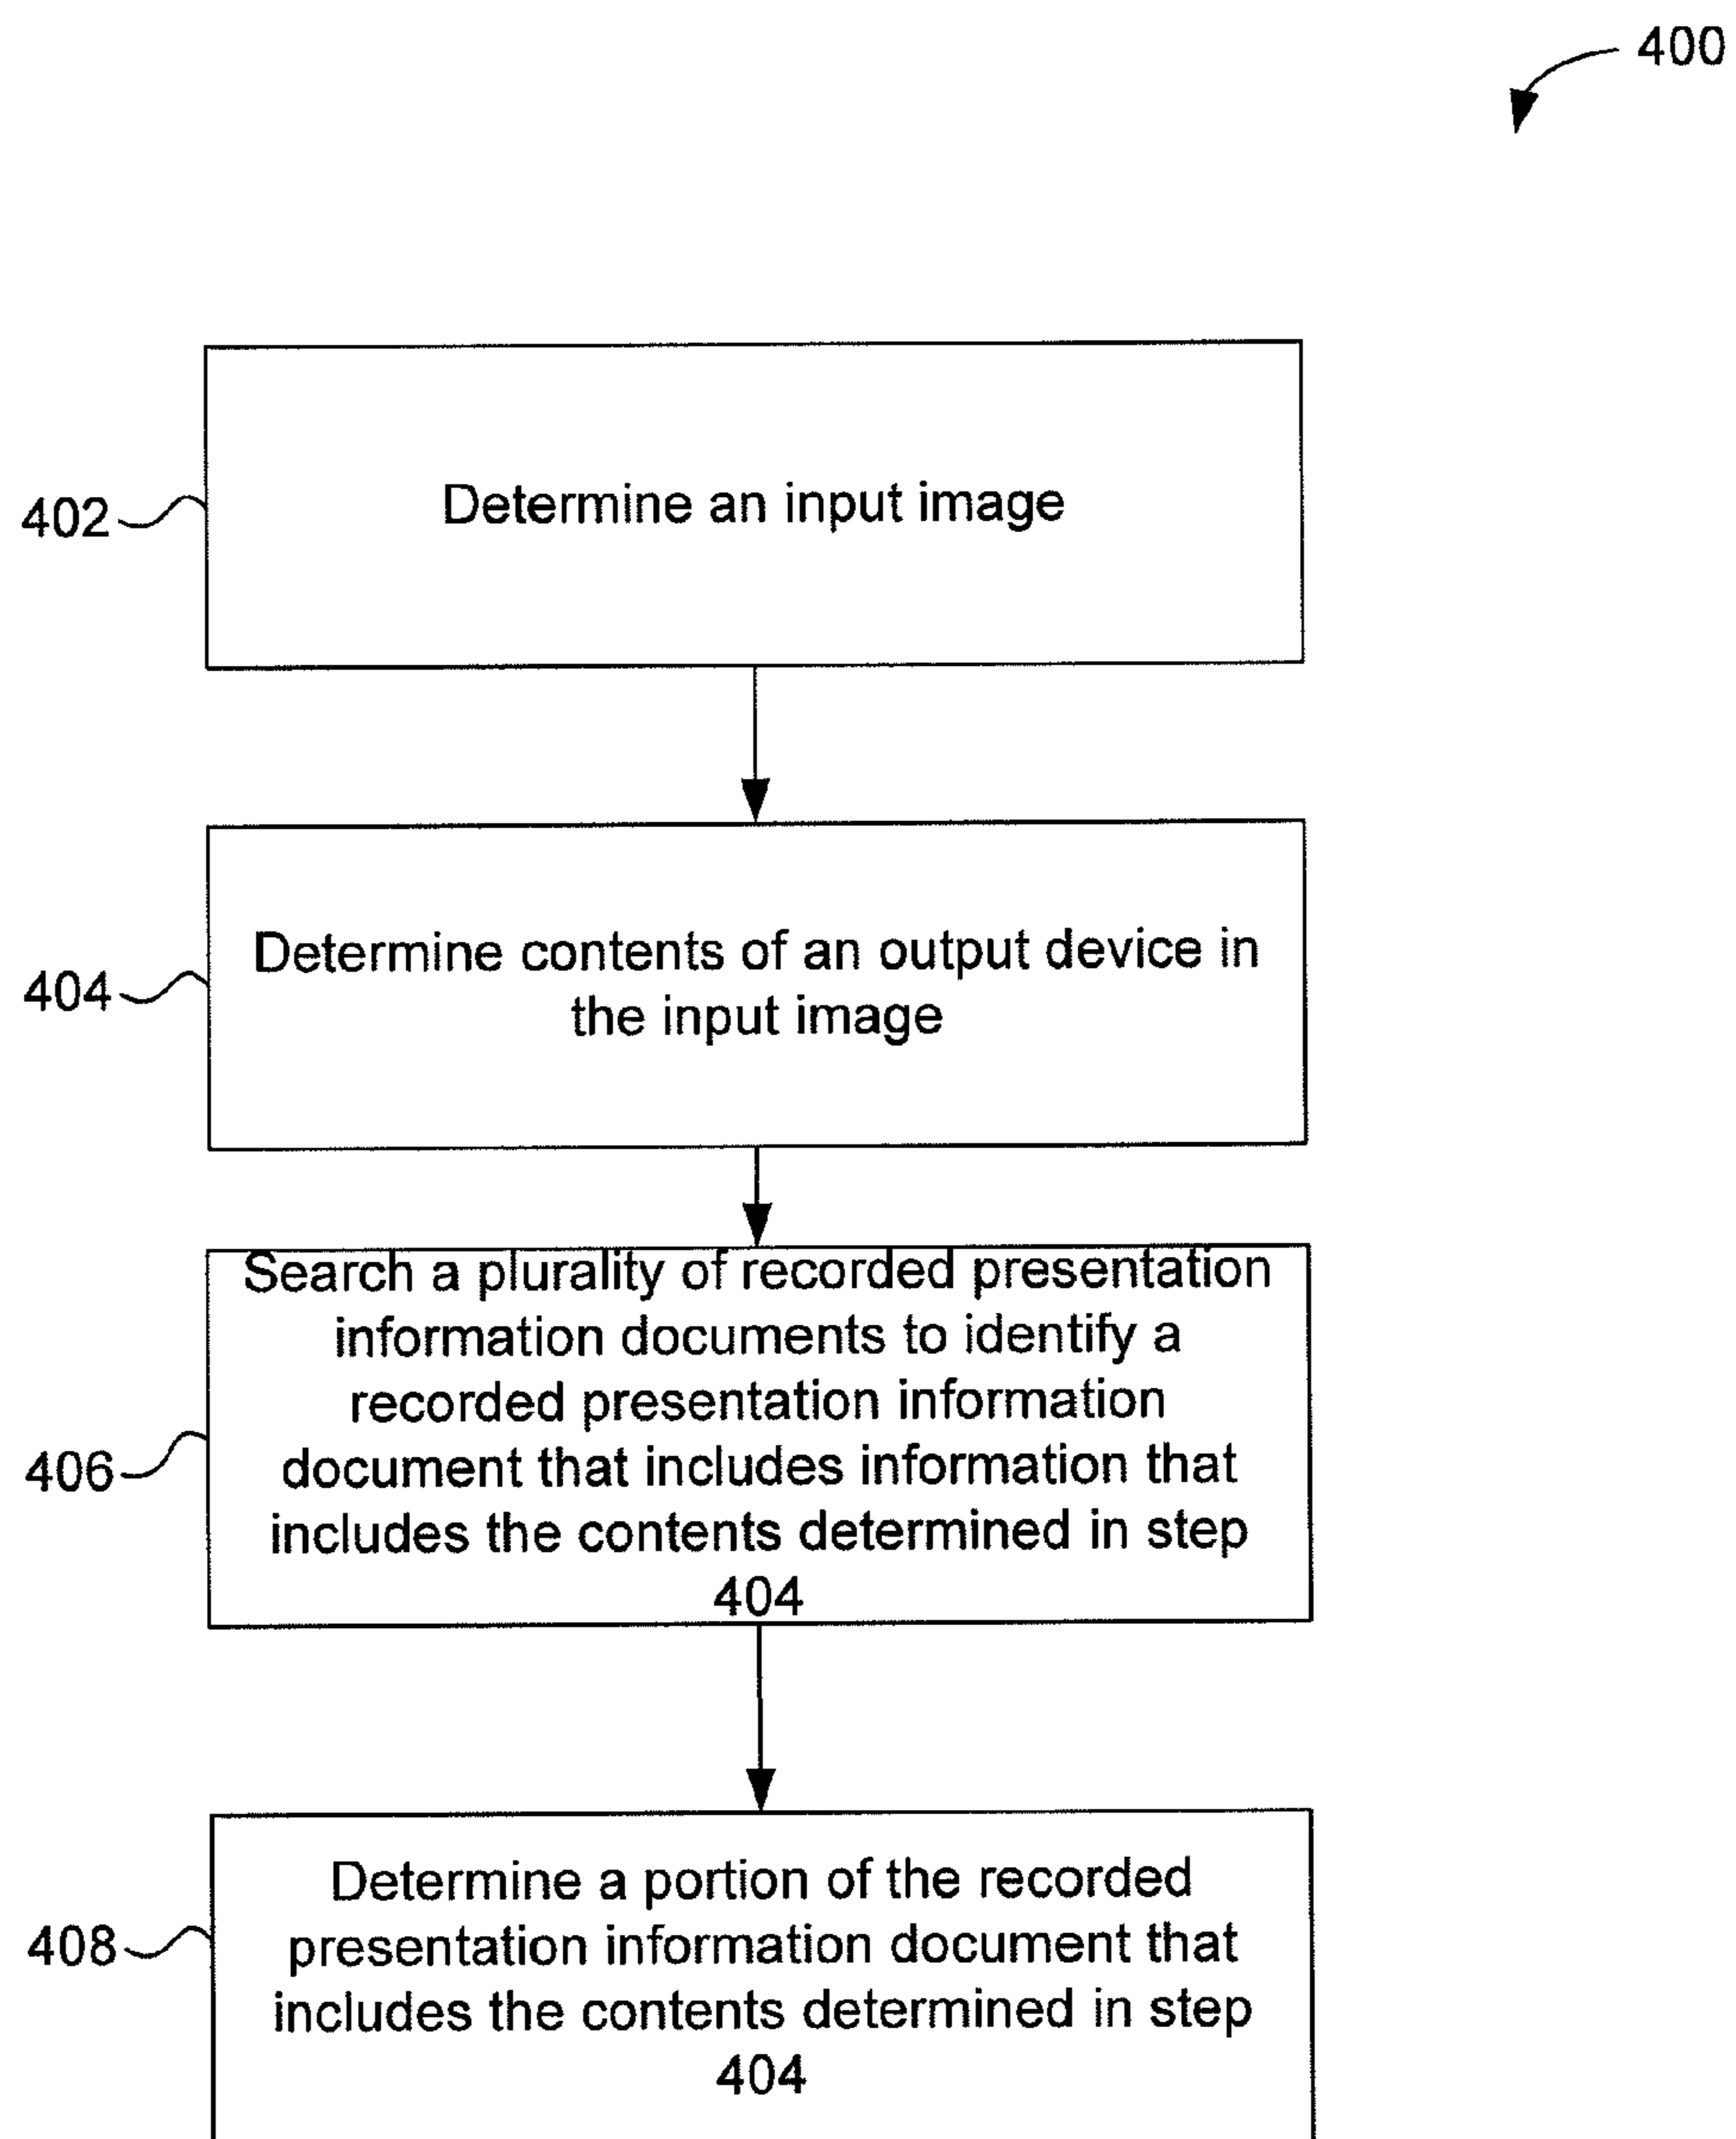 400
402
Determine an input image
404
Determine contents of an output device in
the input image
406
Search a plurality of recorded presentation
information documents to identify a
recorded presentation information
document that includes information that
includes the contents determined in step
404
408
Determine a portion of the recorded
presentation information document that
includes the contents determined in step
404